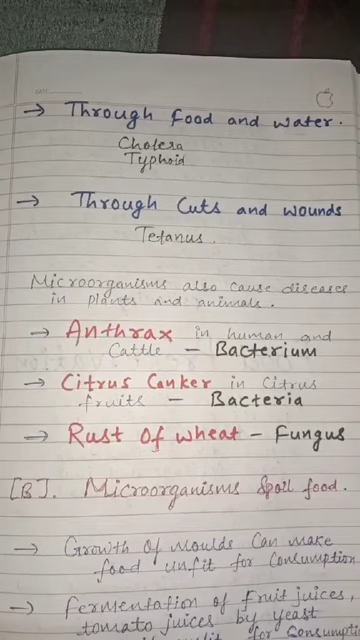 → Through Food and water.
Cholera
Typhoid
→ Through Cuts and wounds
Tetanus.
Microorganisms also cause diseases
in plants and animals.
→ Anthrax in human and
Cattle – Bacterium
→ Citrus Canker in Citrus
fruits – Bacteria
→ Rust Of wheat – Fungus
[B]. Microorganisms Spoil food.
→ Growth Of Moulds Can make
food unfit for Consumption
→ Fermentation of Fruit juices,
tomato juices by yeast
for Consumpt